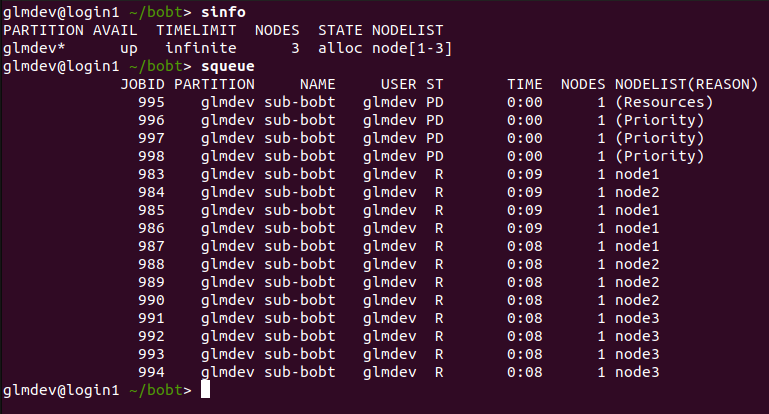 glmdev@login1 ~/bobt> sinfo
PARTITION AVAIL  TIMELIMIT  NODES  STATE NODELIST
glmdev*      up   infinite      3  alloc node[1-3]
glmdev@login1 ~/bobt> squeue
             JOBID PARTITION     NAME     USER ST       TIME  NODES NODELIST(REASON)
               995    glmdev sub-bobt   glmdev PD       0:00      1 (Resources)
               996    glmdev sub-bobt   glmdev PD       0:00      1 (Priority)
               997    glmdev sub-bobt   glmdev PD       0:00      1 (Priority)
               998    glmdev sub-bobt   glmdev PD       0:00      1 (Priority)
               983    glmdev sub-bobt   glmdev  R       0:09      1 node1
               984    glmdev sub-bobt   glmdev  R       0:09      1 node2
               985    glmdev sub-bobt   glmdev  R       0:09      1 node1
               986    glmdev sub-bobt   glmdev  R       0:09      1 node1
               987    glmdev sub-bobt   glmdev  R       0:08      1 node1
               988    glmdev sub-bobt   glmdev  R       0:08      1 node2
               989    glmdev sub-bobt   glmdev  R       0:08      1 node2
               990    glmdev sub-bobt   glmdev  R       0:08      1 node2
               991    glmdev sub-bobt   glmdev  R       0:08      1 node3
               992    glmdev sub-bobt   glmdev  R       0:08      1 node3
               993    glmdev sub-bobt   glmdev  R       0:08      1 node3
               994    glmdev sub-bobt   glmdev  R       0:08      1 node3
glmdev@login1 ~/bobt>